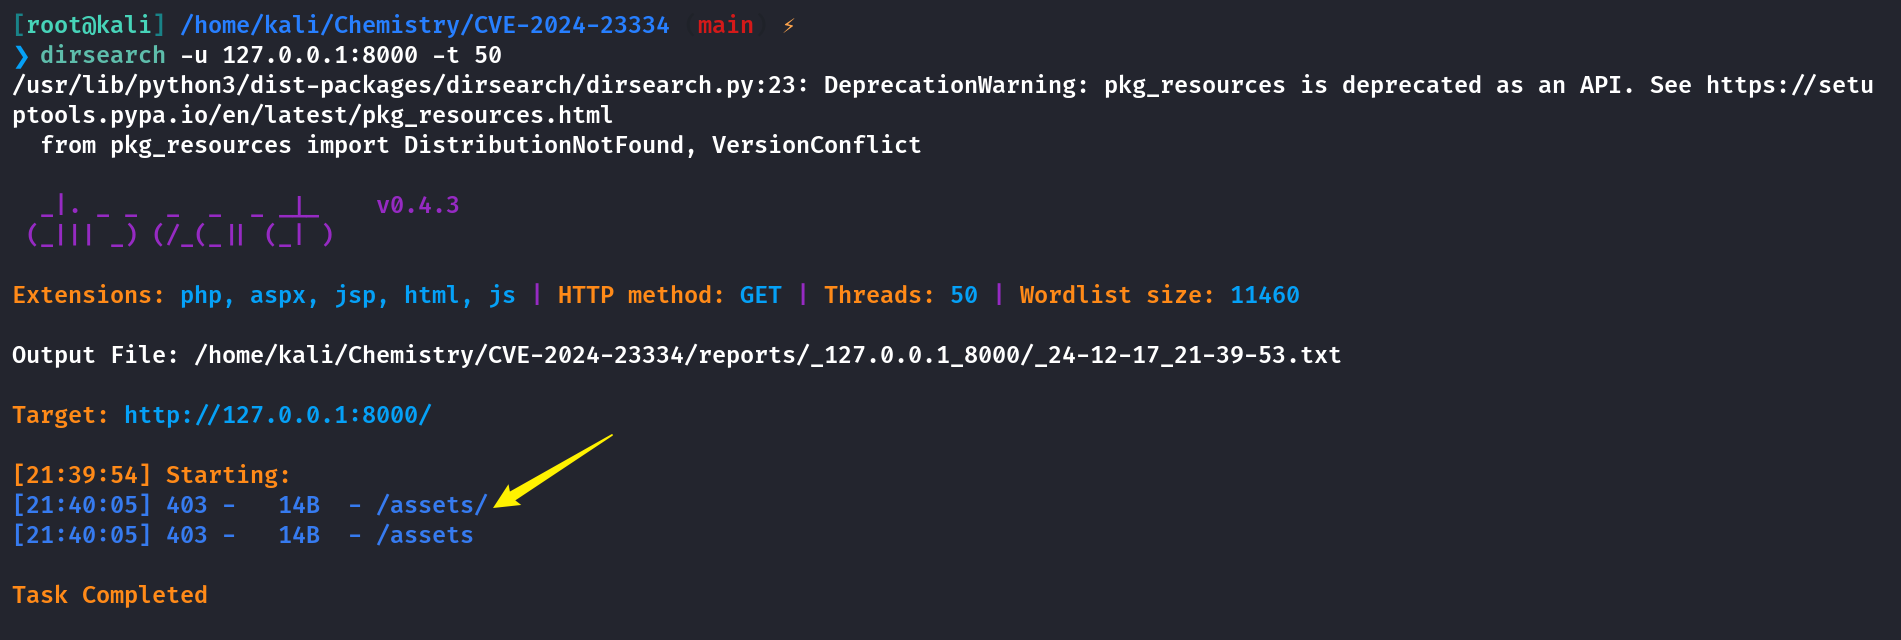 [root@kali] /home/kali/Chemistry/CVE-2024-23334 main ⚡
❯ dirsearch -u 127.0.0.1:8000 -t 50
/usr/lib/python3/dist-packages/dirsearch/dirsearch.py:23: DeprecationWarning: pkg_resources is deprecated as an API. See https://setu
ptools.pypa.io/en/latest/pkg_resources.html
  from pkg_resources import DistributionNotFound, VersionConflict
  _|. _ _  _  _  _ _|_    v0.4.3
 (_||| _) (/_(_|| (_| )
Extensions: php, aspx, jsp, html, js | HTTP method: GET | Threads: 50 | Wordlist size: 11460
Output File: /home/kali/Chemistry/CVE-2024-23334/reports/_127.0.0.1_8000/_24-12-17_21-39-53.txt
Target: http://127.0.0.1:8000/
[21:39:54] Starting:
[21:40:05] 403 -   14B  - /assets/
[21:40:05] 403 -   14B  - /assets
Task Completed